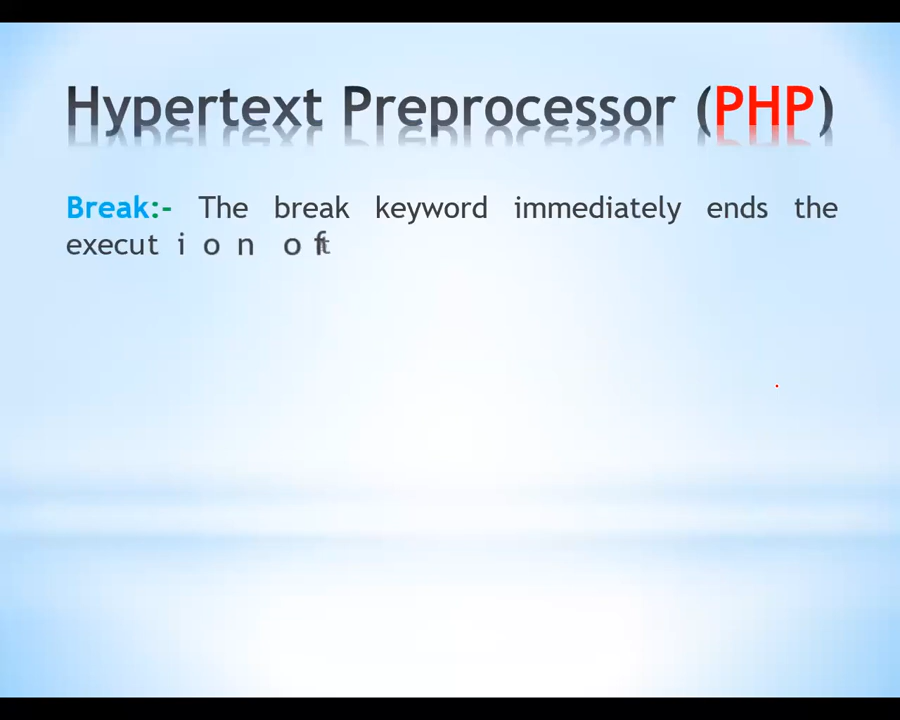 Hypertext Preprocessor (PHP)
Break:- The break keyword immediately ends the
execution of